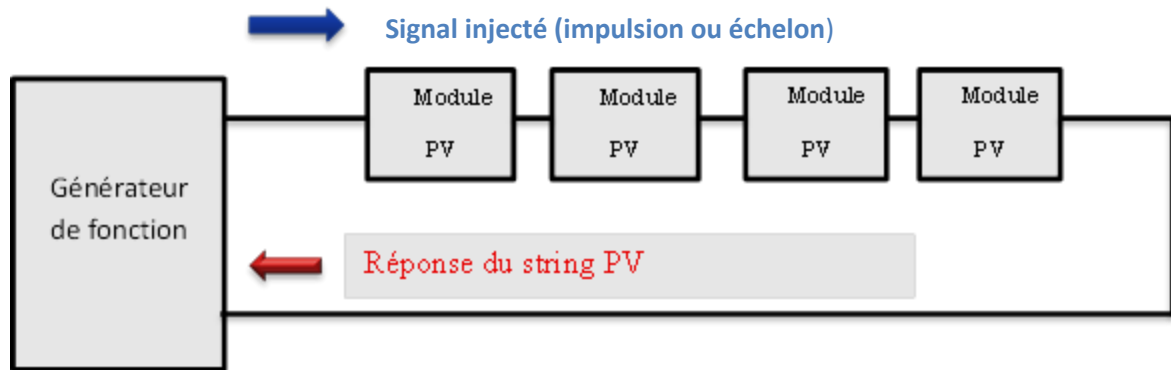 Signal injecté (impulsion ou échelon)
Module
PV
Module
PV
Module
PV
Module
PV
Générateur
de fonction
Réponse du string PV